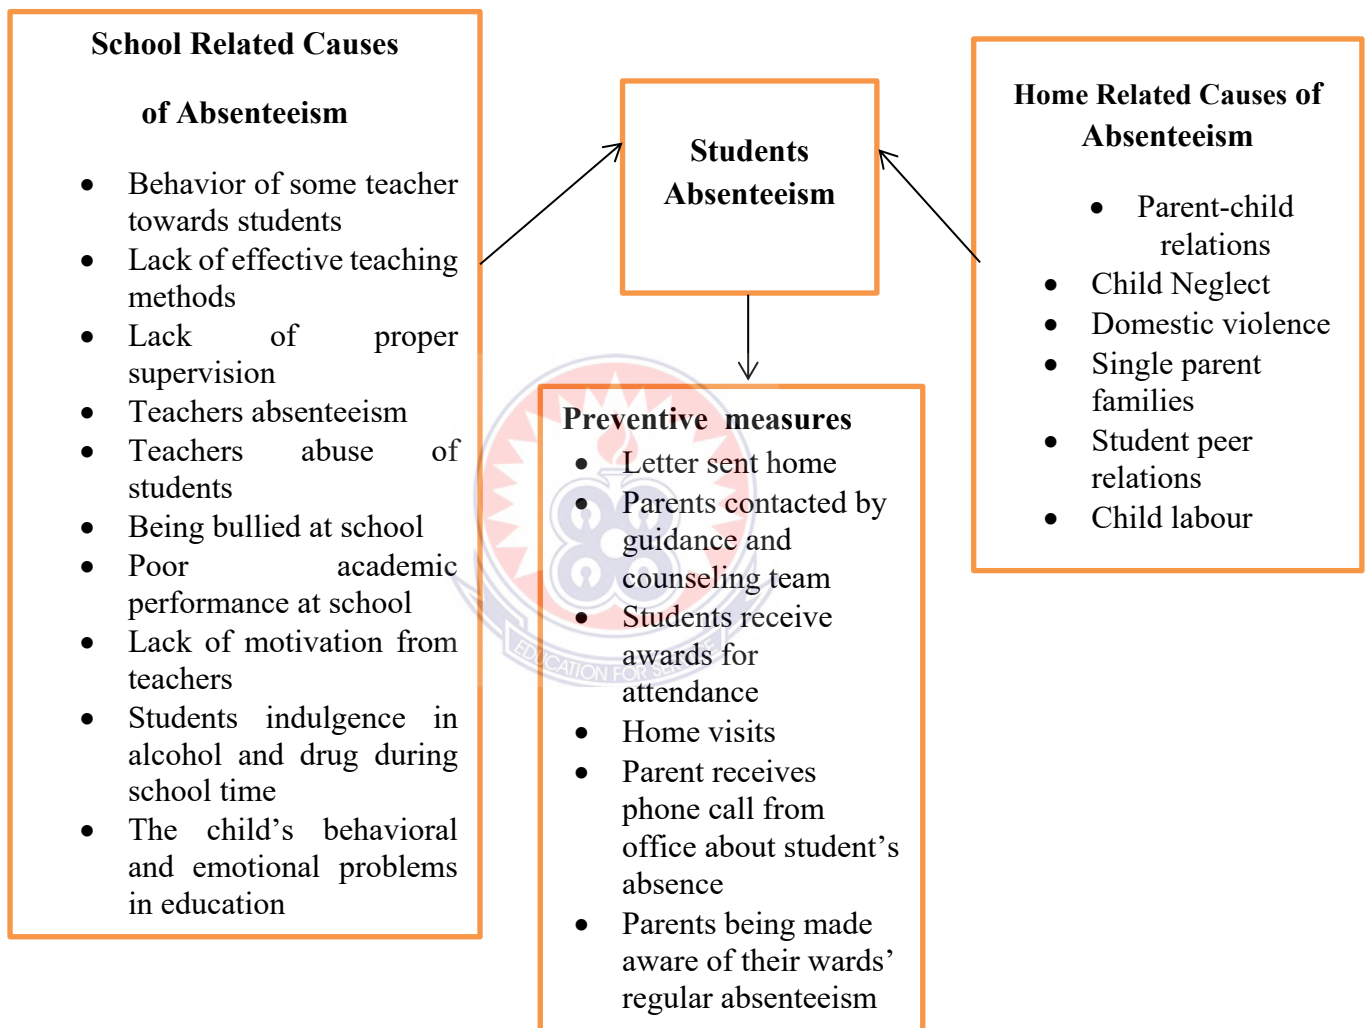 School Related Causes
of Absenteeism
• Behavior of some teacher
towards students
• Lack of effective teaching
methods
• Lack of proper
supervision
• Teachers absenteeism
• Teachers abuse of
students
• Being bullied at school
• Poor academic
performance at school
• Lack of motivation from
teachers
• Students indulgence in
alcohol and drug during
school time
• The child’s behavioral
and emotional problems
in education
Students
Absenteeism
Preventive measures
• Letter sent home
• Parents contacted by
guidance and
counseling team
• Students receive
awards for
attendance
• Home visits
• Parent receives
phone call from
office about student’s
absence
• Parents being made
aware of their wards’
regular absenteeism
Home Related Causes of
Absenteeism
• Parent-child
relations
• Child Neglect
• Domestic violence
• Single parent
families
• Student peer
relations
• Child labour
EDUCATION FOR SERVICE